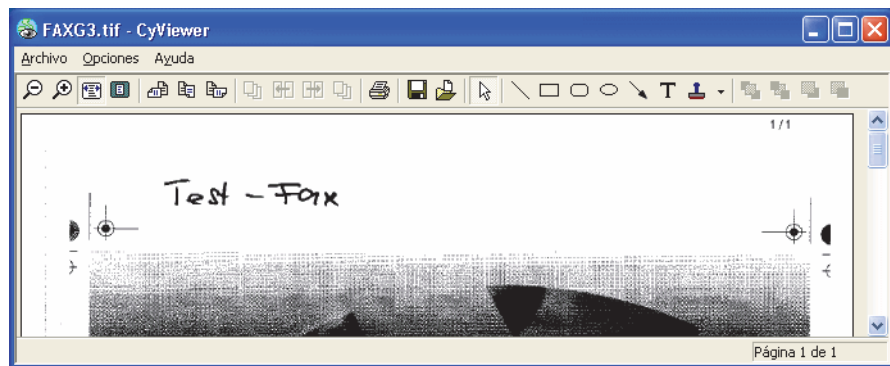 FAXG3.tif - CyViewer
Archivo Opciones Ayuda
T
1/1
Test - Fax
Página 1 de 1